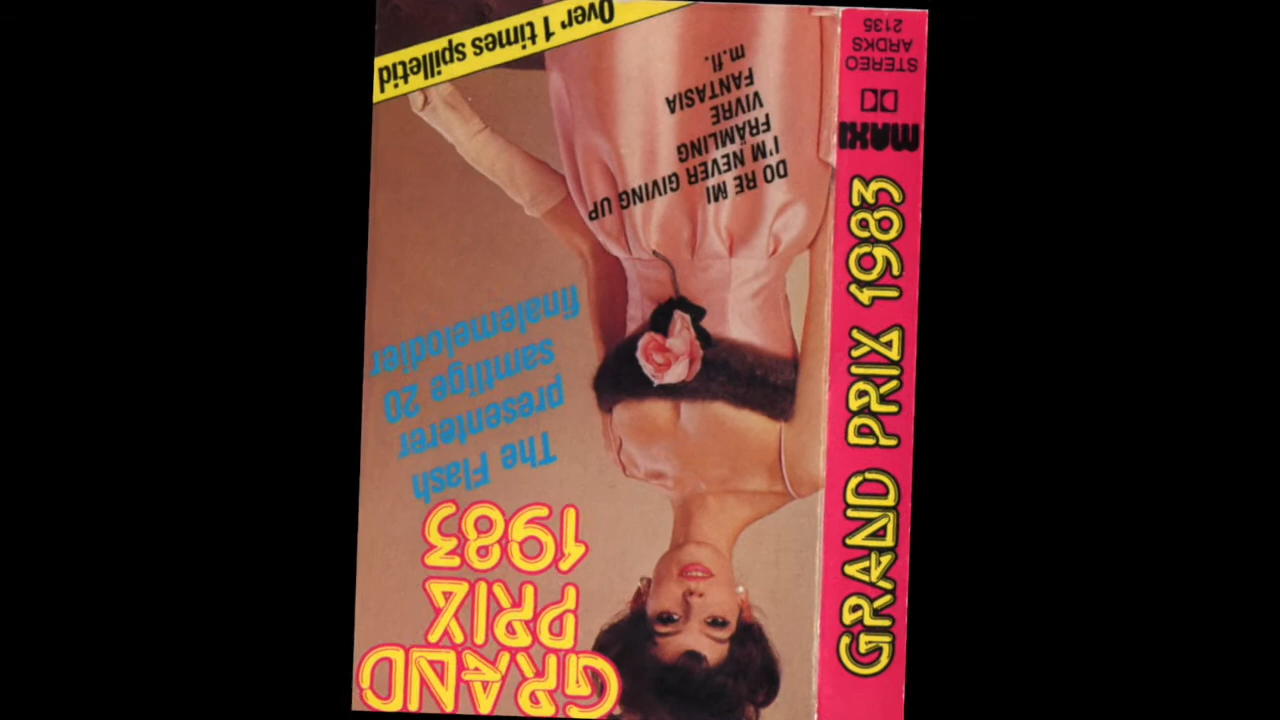 GRAND
PRIX
1983
The Flash
presenterer
samtlige 20
finalemelodier
DO RE MI
I'M NEVER GIVING UP
FRÄMLING
VIVRE
FANTASIA
m.fl.
Over 1 times spilletid
GRAND PRIX 1983
MAXI
STEREO
ARDKS
2135